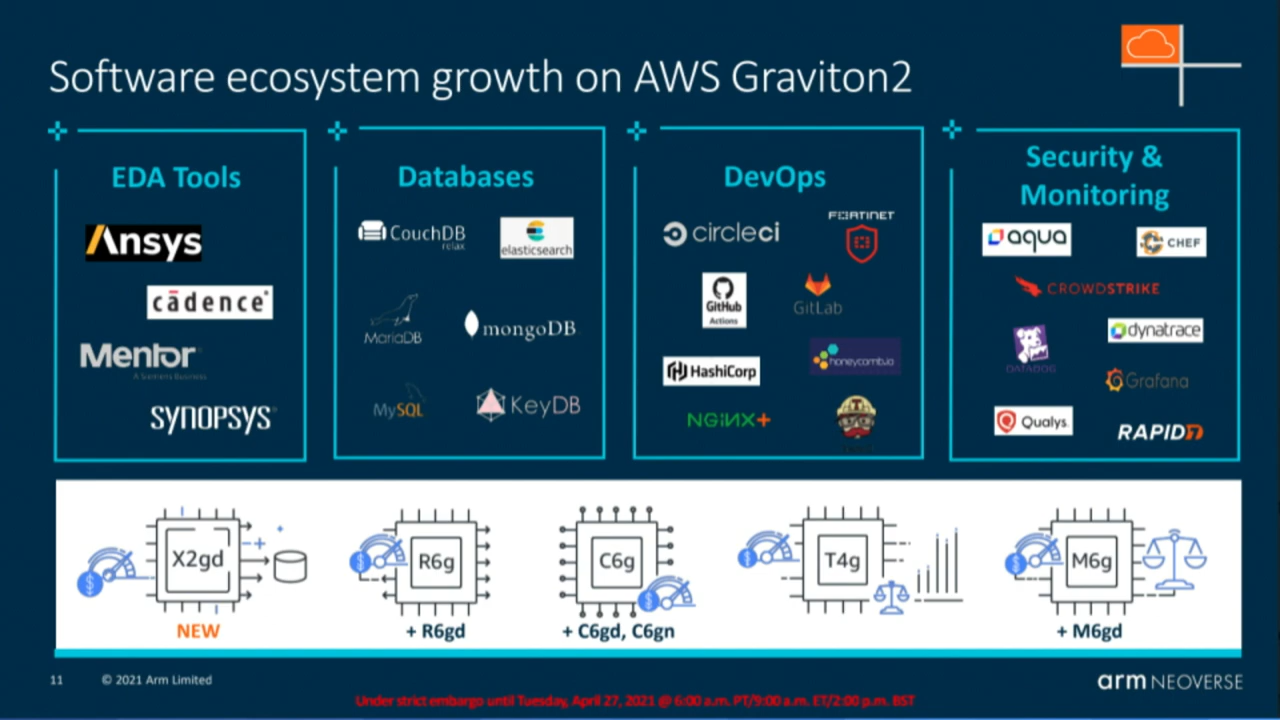 Software ecosystem growth on AWS Graviton2
EDA Tools
Ansys
cādence®
Mentor
A Siemens Business
SYNOPSYS®
Databases
CouchDB
relax
elasticsearch
MariaDB
mongoDB
MySQL
KeyDB
DevOps
circleci
FORTINET
GitHub
Actions
GitLab
HashiCorp
honeycomb.io
NGINX+
Security &
Monitoring
aqua
CHEF
CROWDSTRIKE
DATADOG
dynatrace
Grafana
Qualys.
RAPID7
X2gd
NEW
R6g
+ R6gd
C6g
+ C6gd, C6gn
T4g
M6g
+ M6gd
11 © 2021 Arm Limited
arm NEOVERSE
Under strict embargo until Tuesday, April 27, 2021 @ 6:00 a.m. PT/9:00 a.m. ET/2:00 p.m. BST